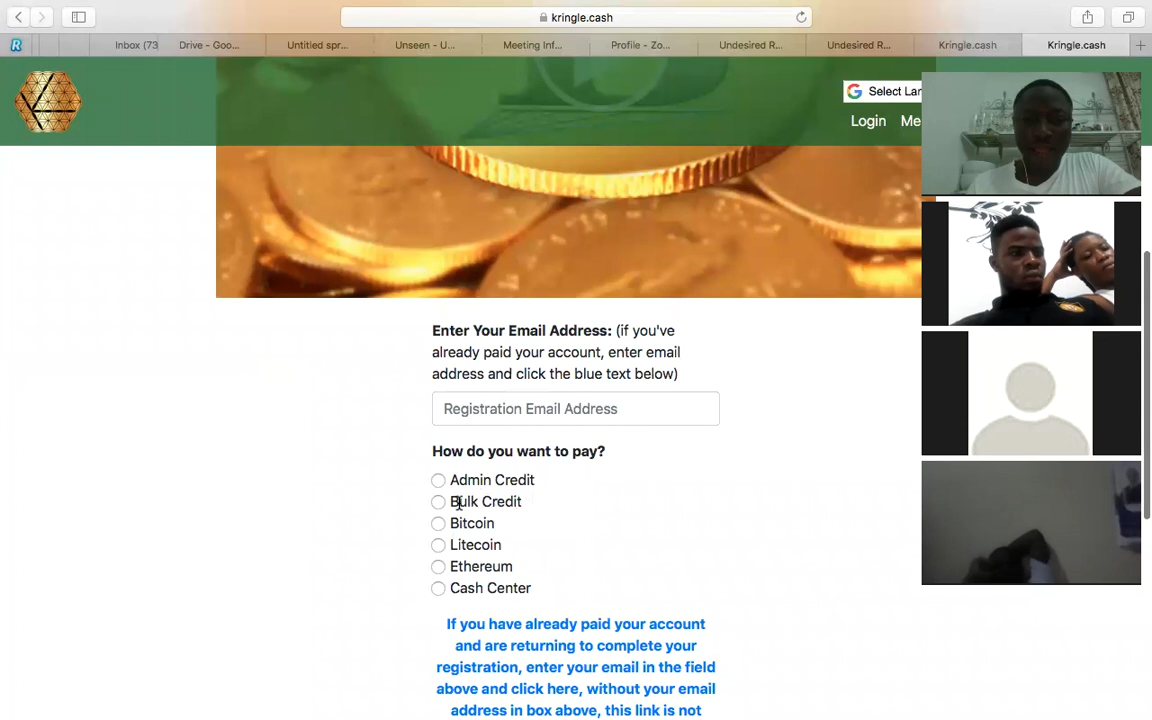 kringle.cash
Inbox (73
Drive - Goo...
Untitled spr...
Unseen - U...
Meeting Inf...
Profile - Zo...
Undesired R...
Undesired R...
Kringle.cash
Kringle.cash
Select Lan
Login Me
Enter Your Email Address: (if you've
already paid your account, enter email
address and click the blue text below)
Registration Email Address
How do you want to pay?
Admin Credit
Bulk Credit
Bitcoin
Litecoin
Ethereum
Cash Center
If you have already paid your account
and are returning to complete your
registration, enter your email in the field
above and click here, without your email
address in box above, this link is not